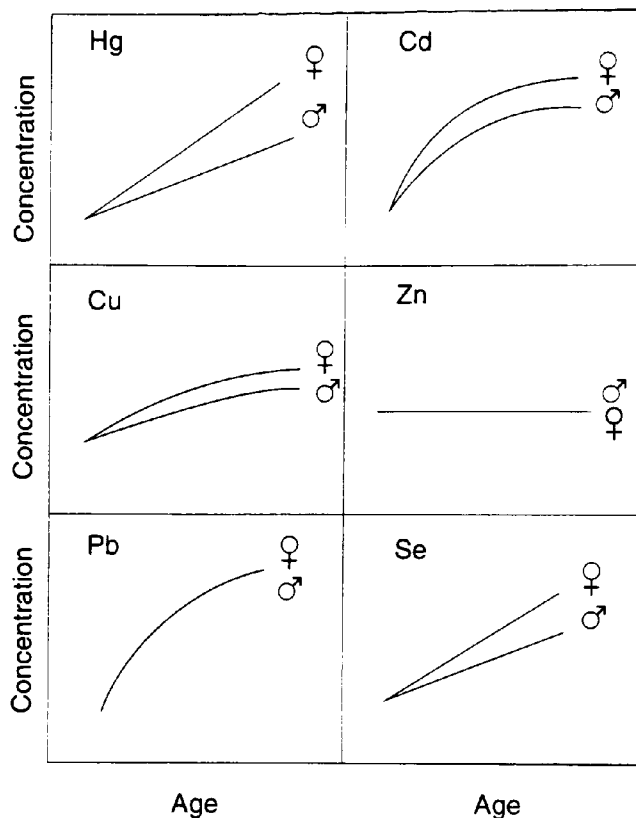 Hg
♀
♂
Concentration
Cd
♀
♂
Cu
♀
♂
Concentration
Zn
♂
♀
Pb
♀
♂
Concentration
Se
♀
♂
Age
Age